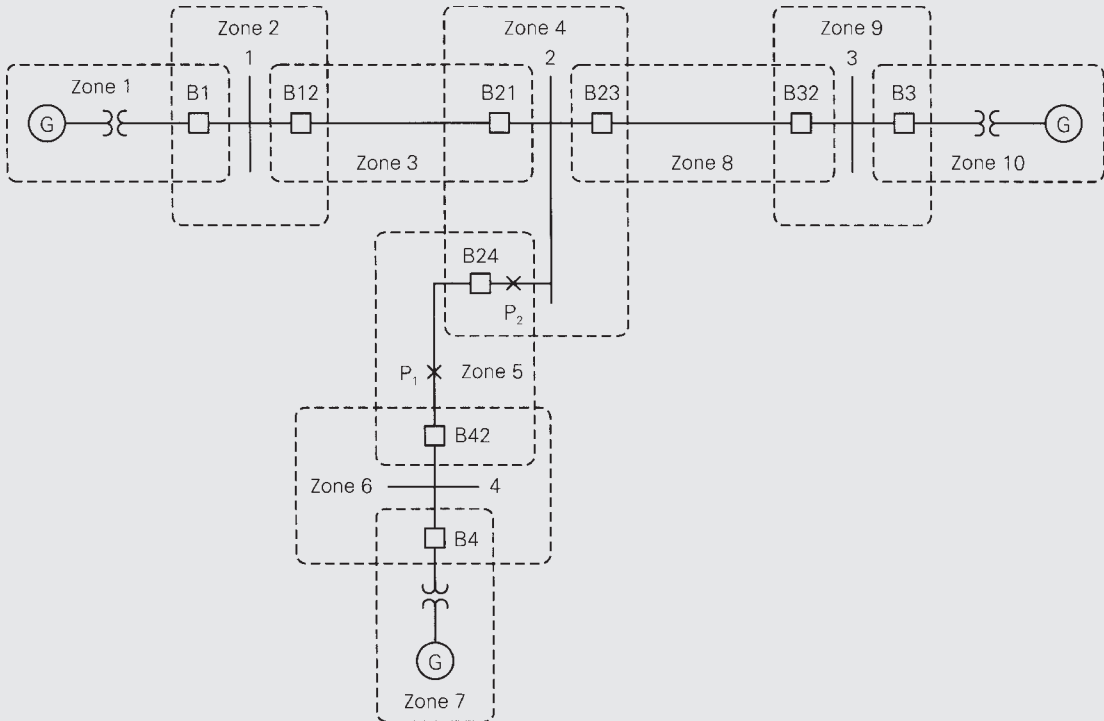 Zone 2
Zone 4
Zone 9
1
2
3
Zone 1
B1
B12
B21
B23
B32
B3
G
G
Zone 3
Zone 8
Zone 10
B24
P₂
P₁
Zone 5
B42
Zone 6
4
B4
G
Zone 7